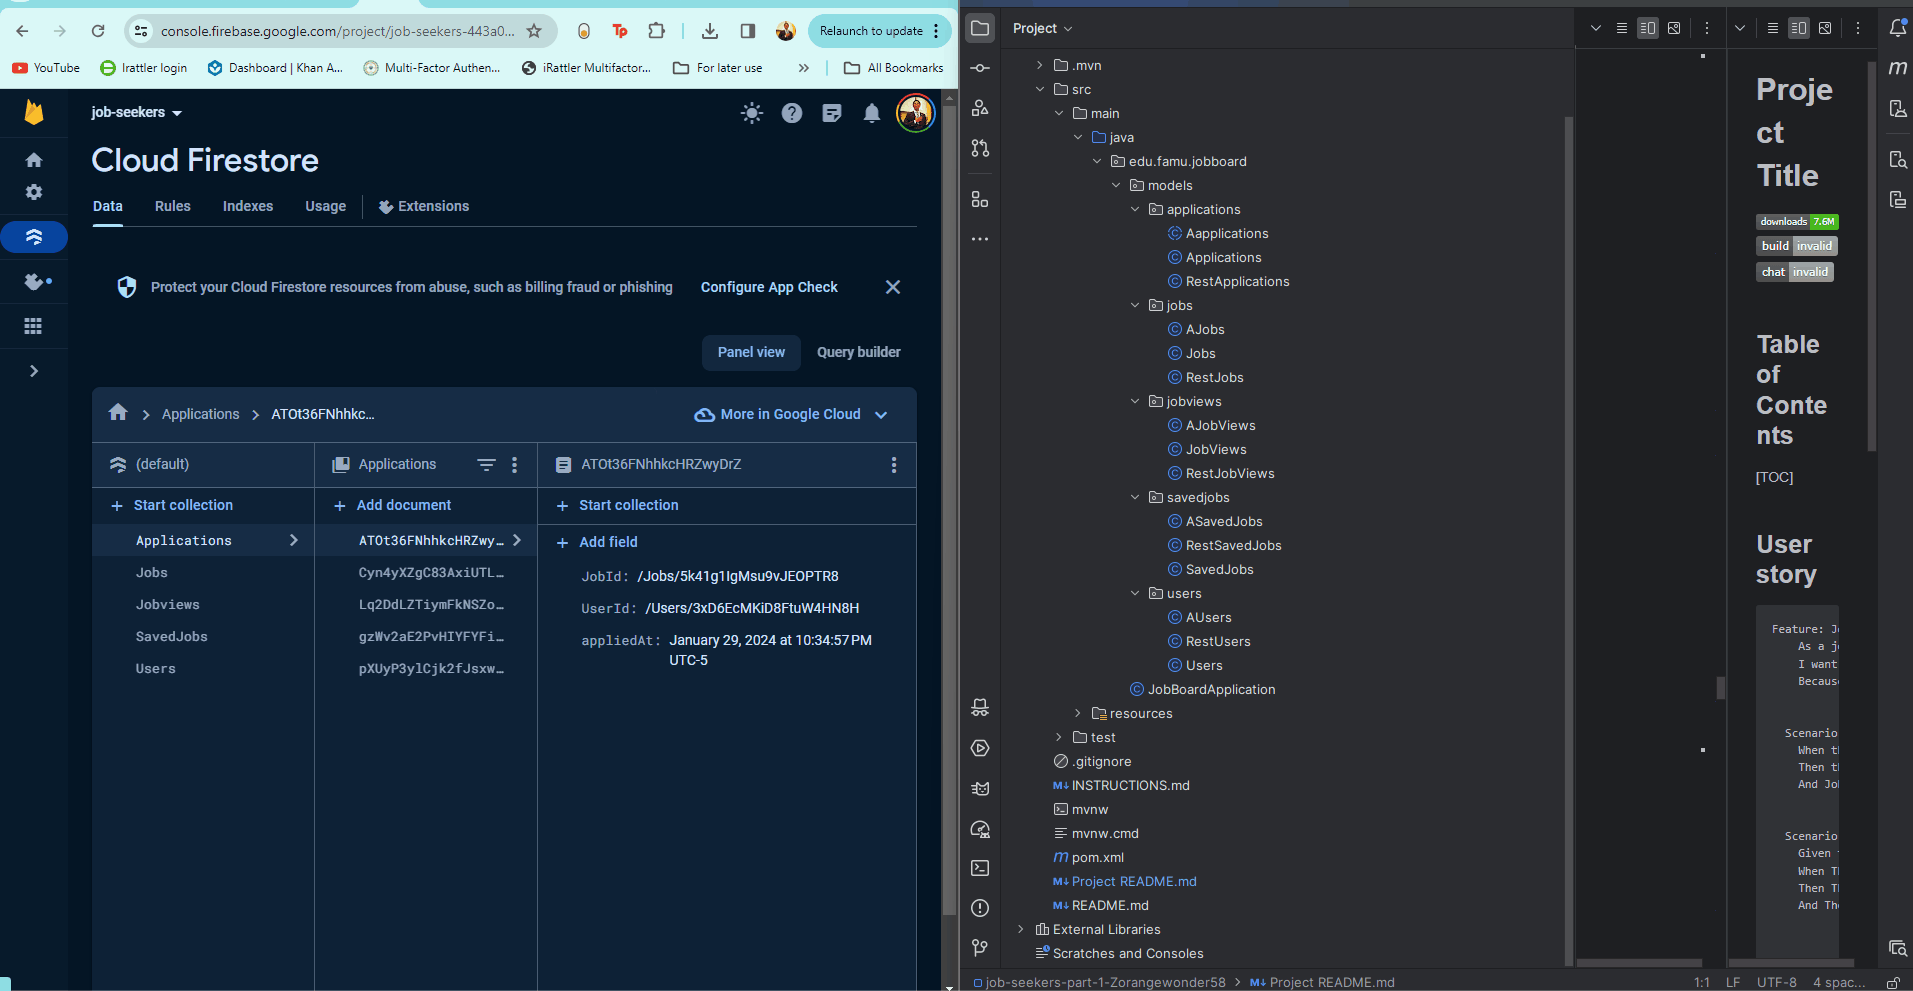 console.firebase.google.com/project/job-seekers-443a0...
Relaunch to update
YouTube
Irattler login
Dashboard | Khan A...
Multi-Factor Authen...
iRattler Multifactor...
For later use
All Bookmarks
job-seekers
Cloud Firestore
Data
Rules
Indexes
Usage
Extensions
Protect your Cloud Firestore resources from abuse, such as billing fraud or phishing
Configure App Check
Panel view
Query builder
Applications
ATOt36FNhhkc...
More in Google Cloud
(default)
Applications
ATOt36FNhhkcHRZwyDrZ
Start collection
Add document
Start collection
Applications
ATOt36FNhhkcHRZwy...
Add field
Jobs
Cyn4yXZgC83AxiUTL...
JobId: /Jobs/5k41g1IgMsu9vJEOPTR8
Jobviews
Lq2DdLZTiymFkNSZo...
UserId: /Users/3xD6EcMKiD8FtuW4HN8H
SavedJobs
gzWv2aE2PvHIYFYFi...
appliedAt: January 29, 2024 at 10:34:57 PM
UTC-5
Users
pXUyP3ylCjk2fJsxw...
Project
.mvn
src
main
java
edu.famu.jobboard
models
applications
Aapplications
Applications
RestApplications
jobs
AJobs
Jobs
RestJobs
jobviews
AJobViews
JobViews
RestJobViews
savedjobs
ASavedJobs
RestSavedJobs
SavedJobs
users
AUsers
RestUsers
Users
JobBoardApplication
resources
test
.gitignore
INSTRUCTIONS.md
mvnw
mvnw.cmd
pom.xml
Project README.md
README.md
External Libraries
Scratches and Consoles
Proje
ct
Title
downloads 7.6M
build invalid
chat invalid
Table
of
Conte
nts
[TOC]
User
story
Feature: J
As a j
I want
Becaus
Scenario
When t
Then t
And Jo
Scenario
Given
When T
Then T
And Th
job-seekers-part-1-Zorangewonder58 > Project README.md
1:1 LF UTF-8 4 spac...